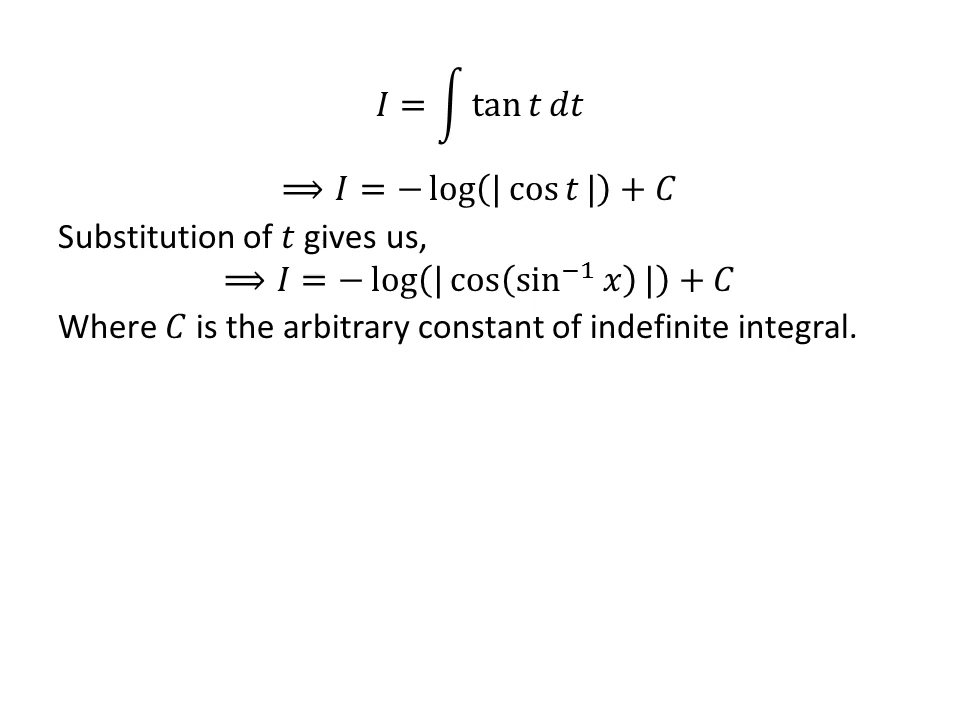 𝐼 = ∫ tan 𝑡 𝑑𝑡
⟹ 𝐼 = − log(| cos 𝑡 |) + 𝐶
Substitution of 𝑡 gives us,
⟹ 𝐼 = − log(| cos(sin⁻¹ 𝑥) |) + 𝐶
Where 𝐶 is the arbitrary constant of indefinite integral.